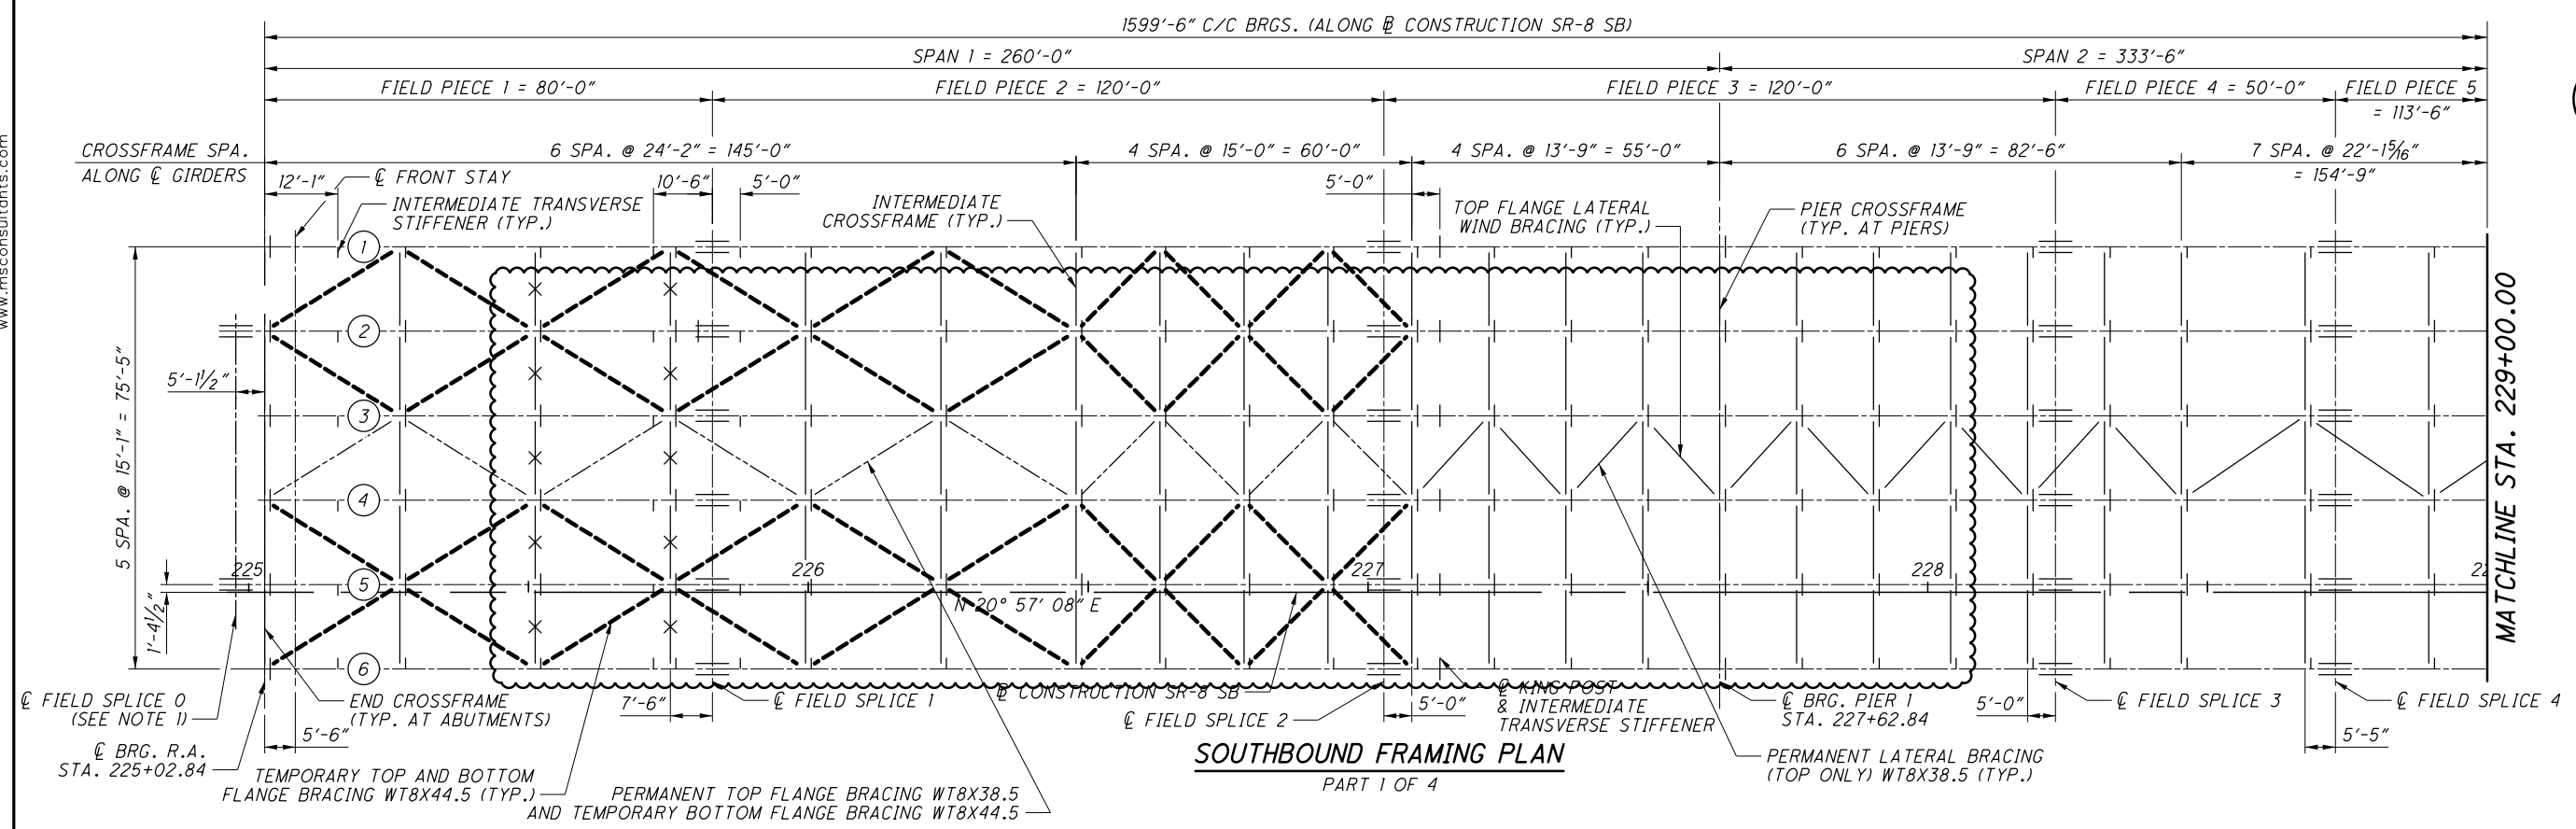 1599'-6" C/C BRGS. (ALONG ℄ CONSTRUCTION SR-8 SB)
SPAN 1 = 260'-0"
SPAN 2 = 333'-6"
FIELD PIECE 1 = 80'-0"
FIELD PIECE 2 = 120'-0"
FIELD PIECE 3 = 120'-0"
FIELD PIECE 4 = 50'-0"
FIELD PIECE 5
= 113'-6"
CROSSFRAME SPA.
ALONG ℄ GIRDERS
6 SPA. @ 24'-2" = 145'-0"
4 SPA. @ 15'-0" = 60'-0"
4 SPA. @ 13'-9" = 55'-0"
6 SPA. @ 13'-9" = 82'-6"
7 SPA. @ 22'-1 5/16"
= 154'-9"
12'-1"
℄ FRONT STAY
10'-6"
5'-0"
5'-0"
INTERMEDIATE TRANSVERSE
STIFFENER (TYP.)
INTERMEDIATE
CROSSFRAME (TYP.)
TOP FLANGE LATERAL
WIND BRACING (TYP.)
PIER CROSSFRAME
(TYP. AT PIERS)
www.msconsultants.com
1
2
3
4
5
6
5 SPA. @ 15'-1" = 75'-5"
5'-1 1/2"
1'-4 1/2"
225
226
227
228
22
N 20° 57' 08" E
MATCHLINE STA. 229+00.00
℄ FIELD SPLICE 0
(SEE NOTE 1)
END CROSSFRAME
(TYP. AT ABUTMENTS)
5'-6"
℄ BRG. R.A.
STA. 225+02.84
7'-6"
℄ FIELD SPLICE 1
℄ CONSTRUCTION SR-8 SB
℄ FIELD SPLICE 2
5'-0"
℄ KING POST
& INTERMEDIATE
TRANSVERSE STIFFENER
℄ BRG. PIER 1
STA. 227+62.84
5'-0"
℄ FIELD SPLICE 3
℄ FIELD SPLICE 4
5'-5"
TEMPORARY TOP AND BOTTOM
FLANGE BRACING WT8X44.5 (TYP.)
PERMANENT TOP FLANGE BRACING WT8X38.5
AND TEMPORARY BOTTOM FLANGE BRACING WT8X44.5
PERMANENT LATERAL BRACING
(TOP ONLY) WT8X38.5 (TYP.)
SOUTHBOUND FRAMING PLAN
PART 1 OF 4